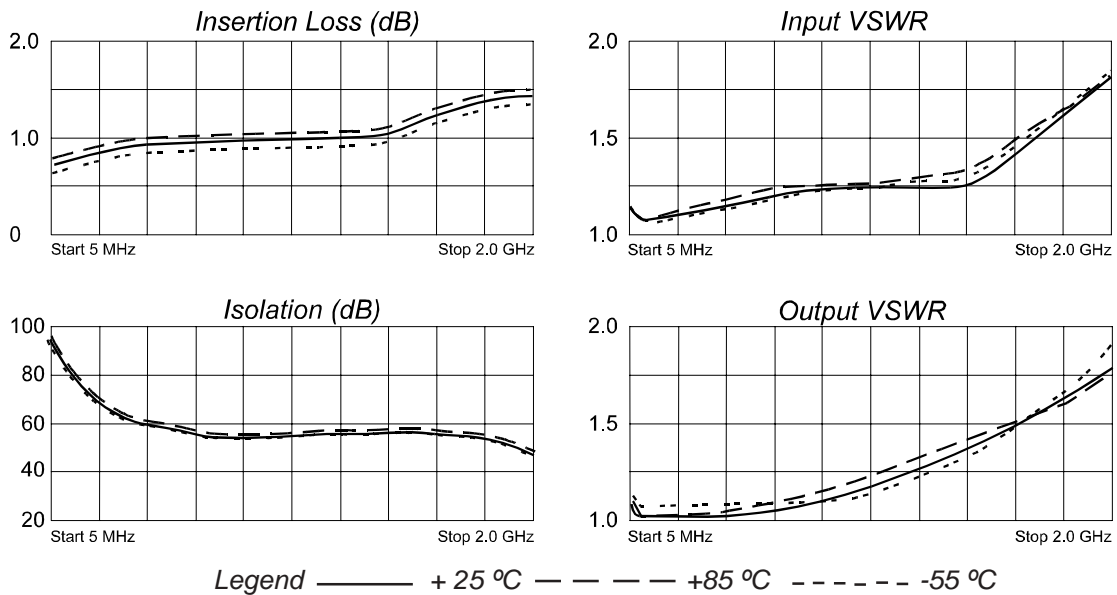 Insertion Loss (dB)
2.0
1.0
0
Start 5 MHz
Stop 2.0 GHz
Input VSWR
2.0
1.5
1.0
Start 5 MHz
Stop 2.0 GHz
Isolation (dB)
100
80
60
40
20
Start 5 MHz
Stop 2.0 GHz
Output VSWR
2.0
1.5
1.0
Start 5 MHz
Stop 2.0 GHz
Legend + 25 ºC +85 ºC -55 ºC